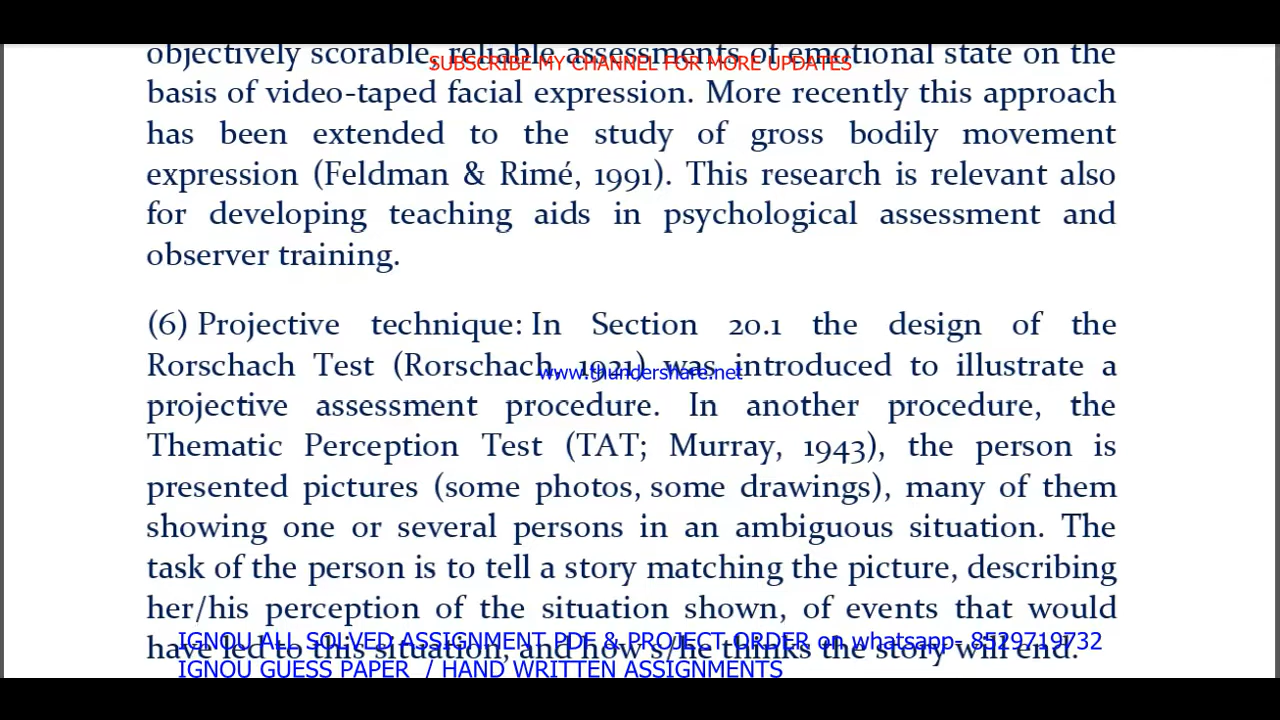 objectively scorable, reliable assessments of emotional state on the
SUBSCRIBE MY CHANNEL FOR MORE UPDATES
basis of video-taped facial expression. More recently this approach
has been extended to the study of gross bodily movement
expression (Feldman & Rimé, 1991). This research is relevant also
for developing teaching aids in psychological assessment and
observer training.
(6) Projective technique: In Section 20.1 the design of the
Rorschach Test (Rorschach, 1921) was introduced to illustrate a
www.thundershare.net
projective assessment procedure. In another procedure, the
Thematic Perception Test (TAT; Murray, 1943), the person is
presented pictures (some photos, some drawings), many of them
showing one or several persons in an ambiguous situation. The
task of the person is to tell a story matching the picture, describing
her/his perception of the situation shown, of events that would
have led to this situation, and how s/he thinks the story will end.
IGNOU ALL SOLVED ASSIGNMENT PDF & PROJECT ORDER on whatsapp- 8529719732
IGNOU GUESS PAPER / HAND WRITTEN ASSIGNMENTS